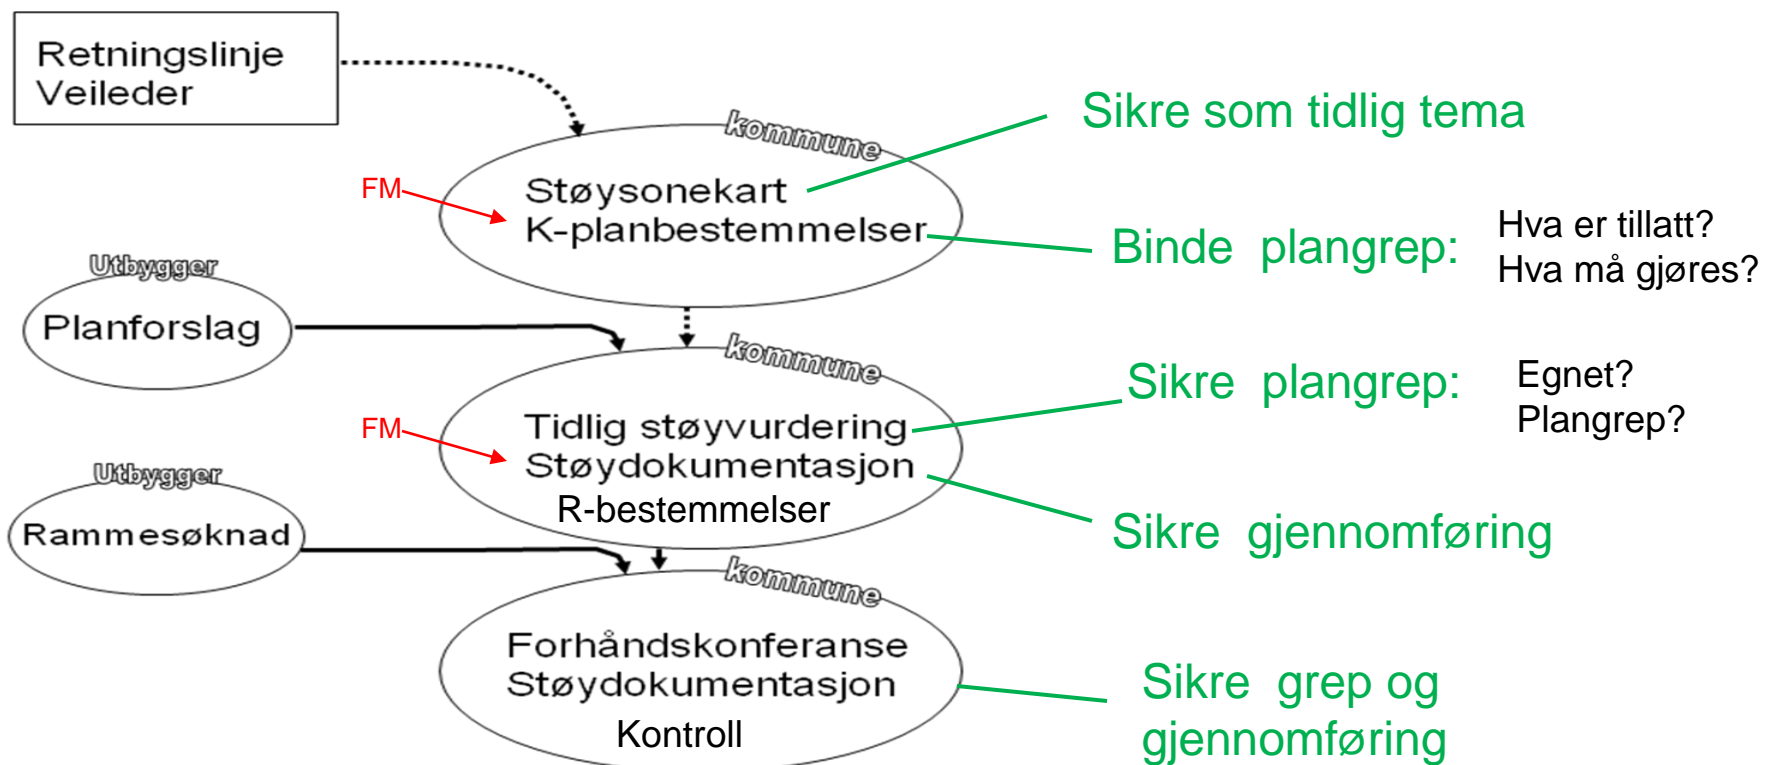 Retningslinje
Veileder
kommune
Sikre som tidlig tema
FM
Støysonekart
K-planbestemmelser
Binde plangrep:
Hva er tillatt?
Hva må gjøres?
Utbygger
Planforslag
kommune
Sikre plangrep:
Egnet?
Plangrep?
FM
Tidlig støyvurdering
Støydokumentasjon
R-bestemmelser
Sikre gjennomføring
Utbygger
Rammesøknad
kommune
Forhåndskonferanse
Støydokumentasjon
Kontroll
Sikre grep og
gjennomføring